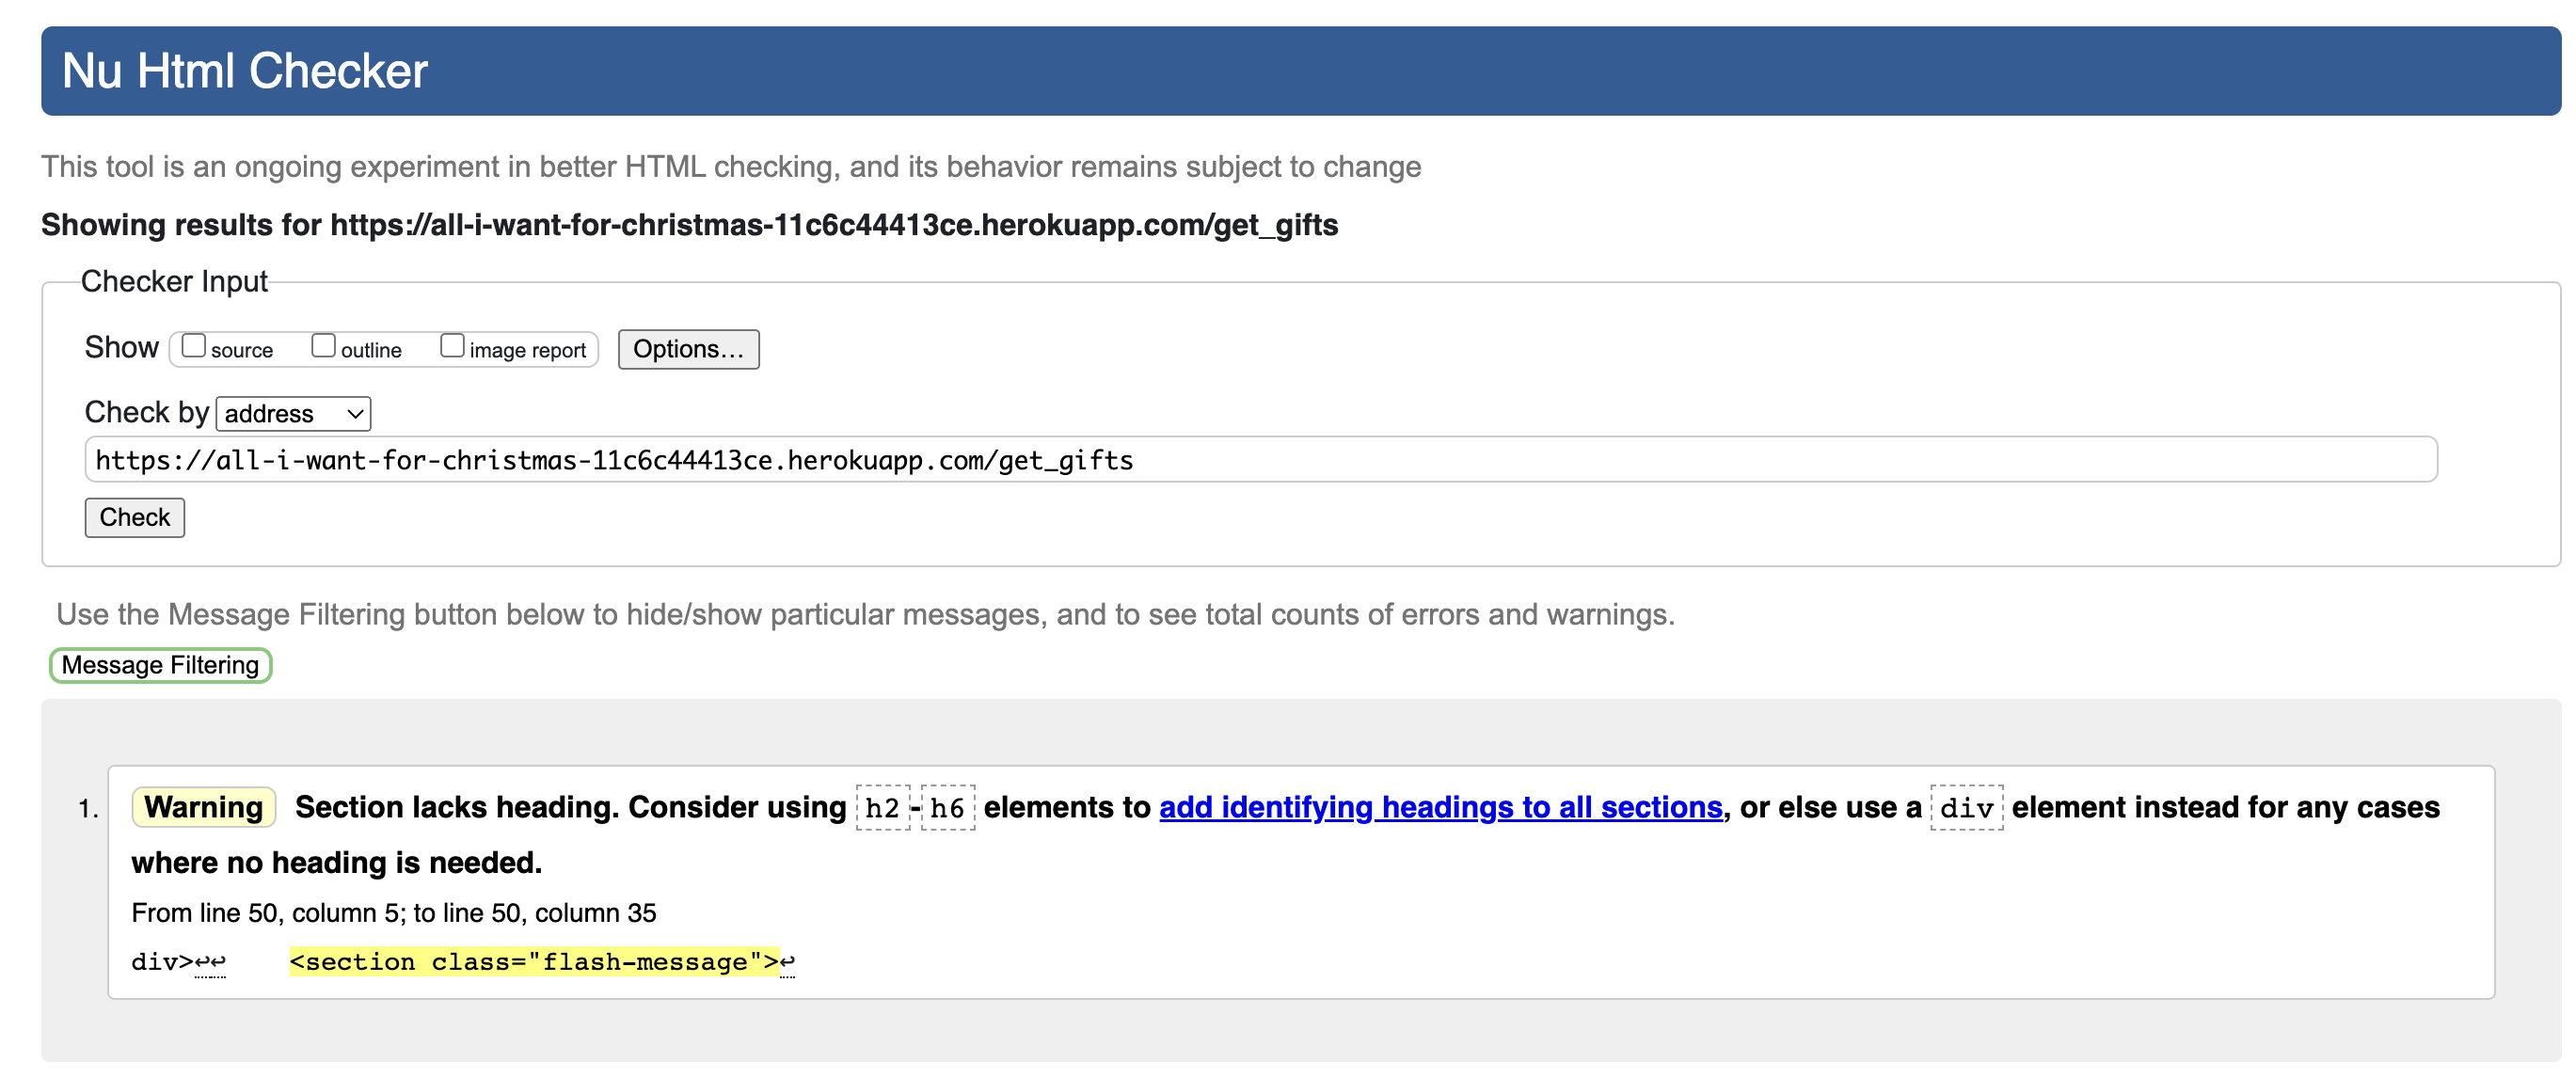 Nu Html Checker
This tool is an ongoing experiment in better HTML checking, and its behavior remains subject to change
Showing results for https://all-i-want-for-christmas-11c6c44413ce.herokuapp.com/get_gifts
Checker Input
Show source outline image report Options...
Check by address
https://all-i-want-for-christmas-11c6c44413ce.herokuapp.com/get_gifts
Check
Use the Message Filtering button below to hide/show particular messages, and to see total counts of errors and warnings.
Message Filtering
1. Warning Section lacks heading. Consider using h2-h6 elements to add identifying headings to all sections, or else use a div element instead for any cases
where no heading is needed.
From line 50, column 5; to line 50, column 35
div>↩↩ <section class="flash-message">↩